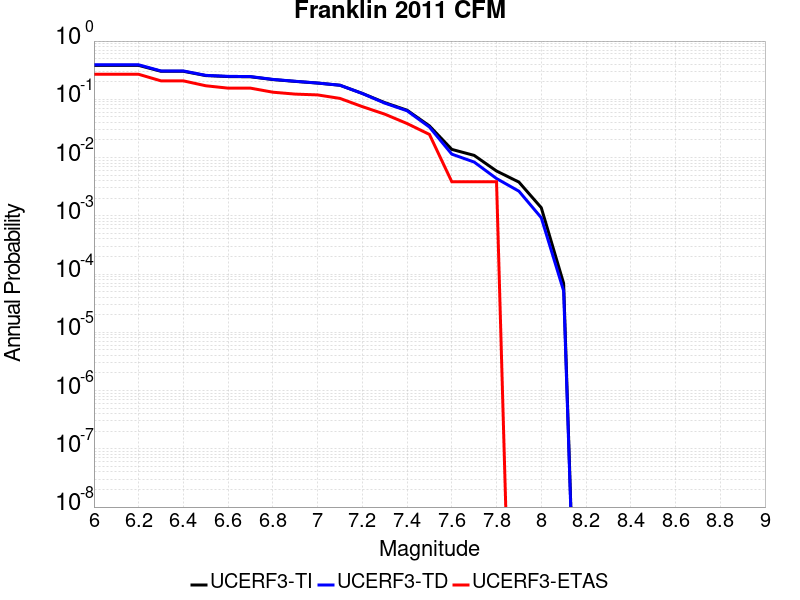 Franklin 2011 CFM
10^0
10^-1
10^-2
10^-3
10^-4
10^-5
10^-6
10^-7
10^-8
Annual Probability
6 6.2 6.4 6.6 6.8 7 7.2 7.4 7.6 7.8 8 8.2 8.4 8.6 8.8 9
Magnitude
UCERF3-TI UCERF3-TD UCERF3-ETAS